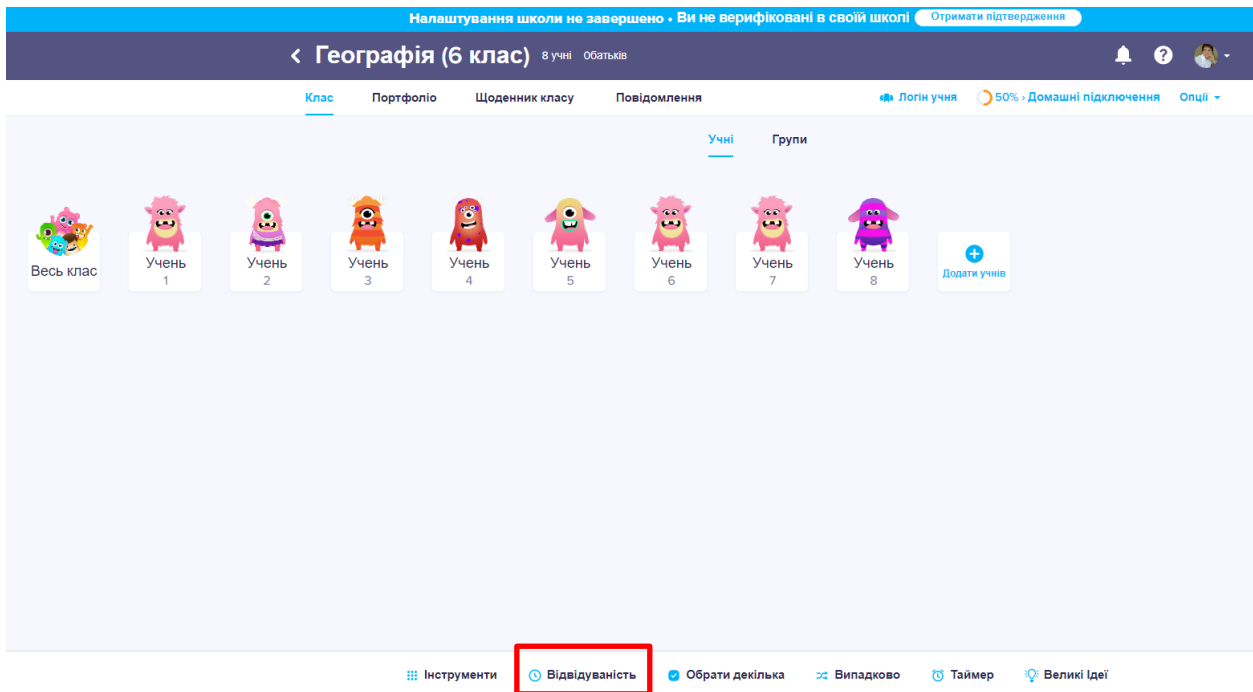 Налаштування школи не завершено • Ви не верифіковані в своїй школі Отримати підтвердження
Географія (6 клас) 8 учні 0батьків
Клас Портфоліо Щоденник класу Повідомлення Логін учня 50% › Домашні підключення Опції
Учні Групи
Весь клас
Учень
1
Учень
2
Учень
3
Учень
4
Учень
5
Учень
6
Учень
7
Учень
8
Додати учнів
Інструменти Відвідуваність Обрати декілька Випадково Таймер Великі Ідеї